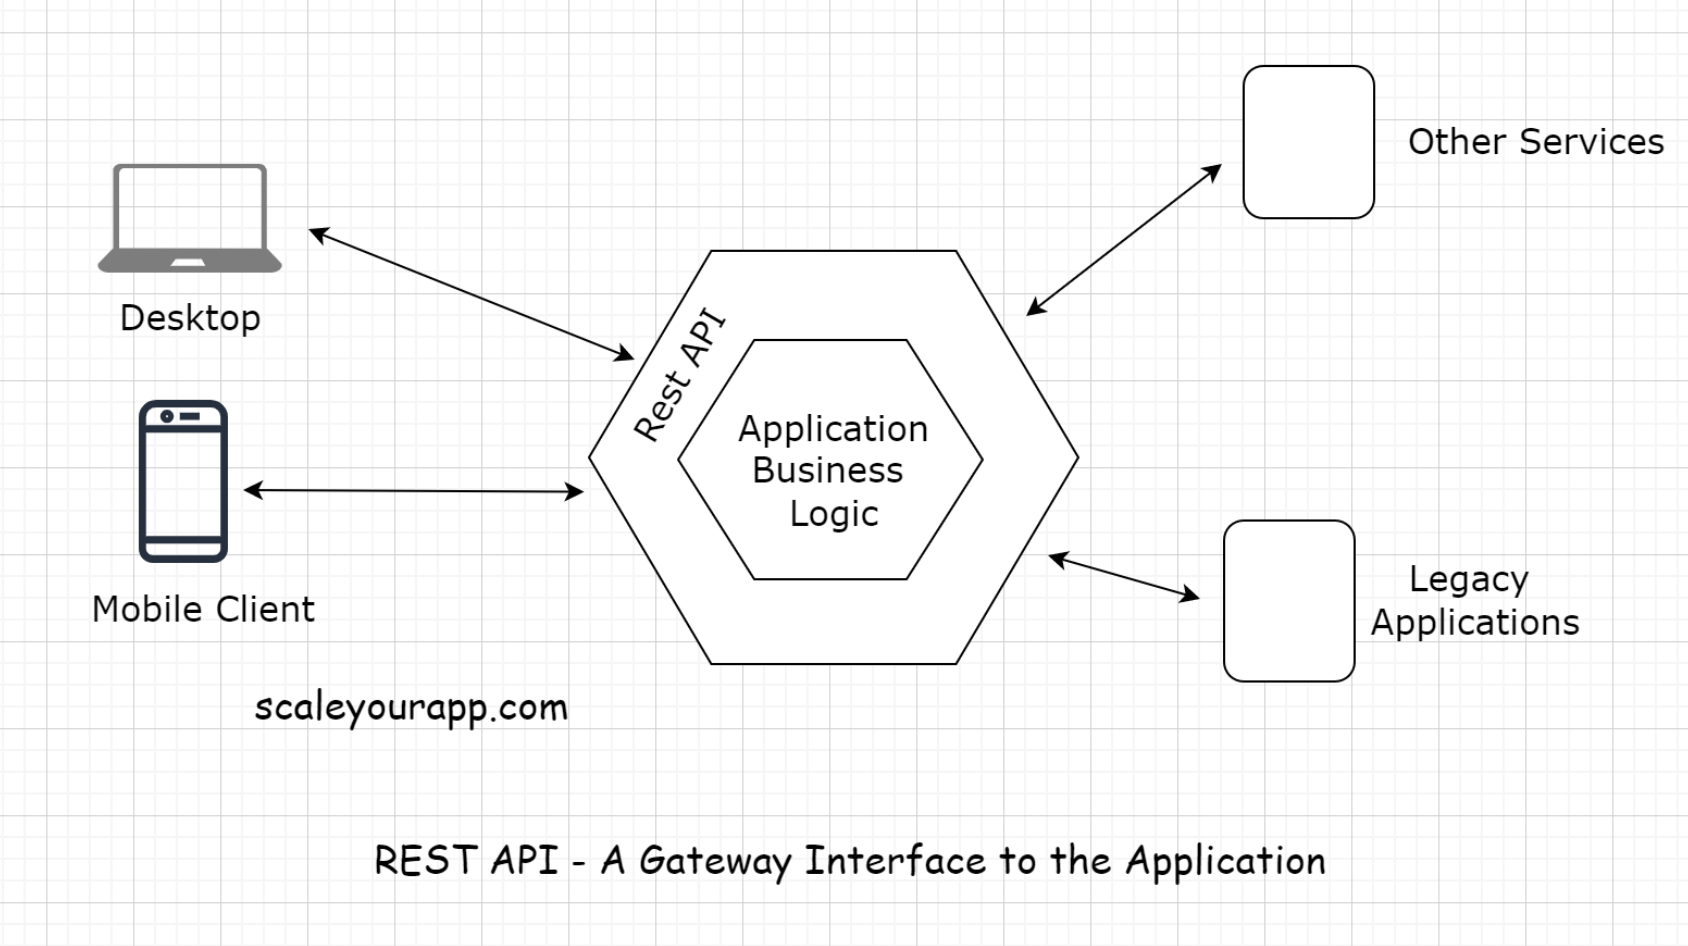 Other Services
Desktop
Rest API
Application
Business
Logic
Mobile Client
Legacy
Applications
scaleyourapp.com
REST API - A Gateway Interface to the Application